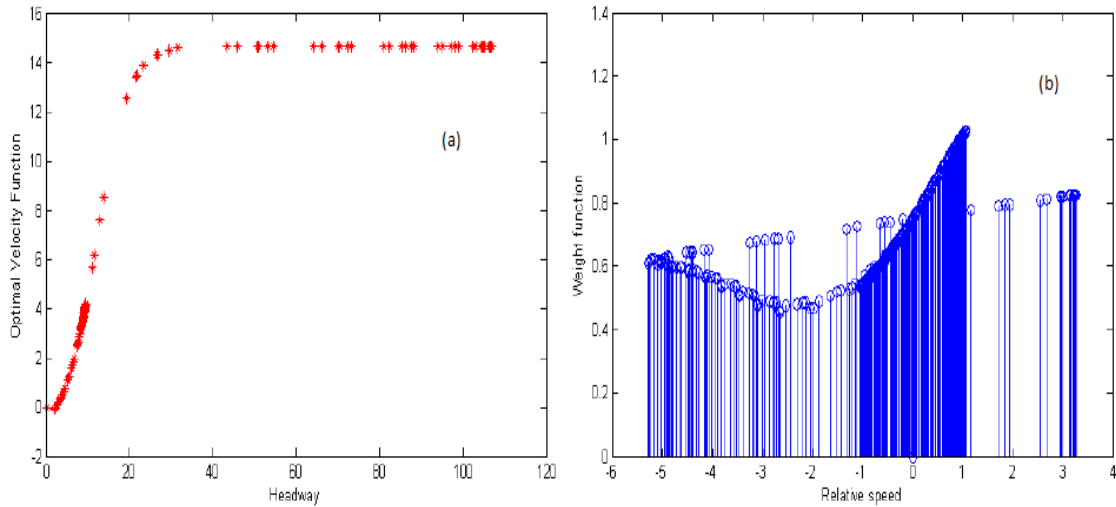 16
14
12
10
8
6
4
2
0
-2
Optimal Velocity Function
(a)
0 20 40 60 80 100 120
Headway
1.4
1.2
1
0.8
0.6
0.4
0.2
0
Weight function
(b)
-6 -5 -4 -3 -2 -1 0 1 2 3 4
Relative speed